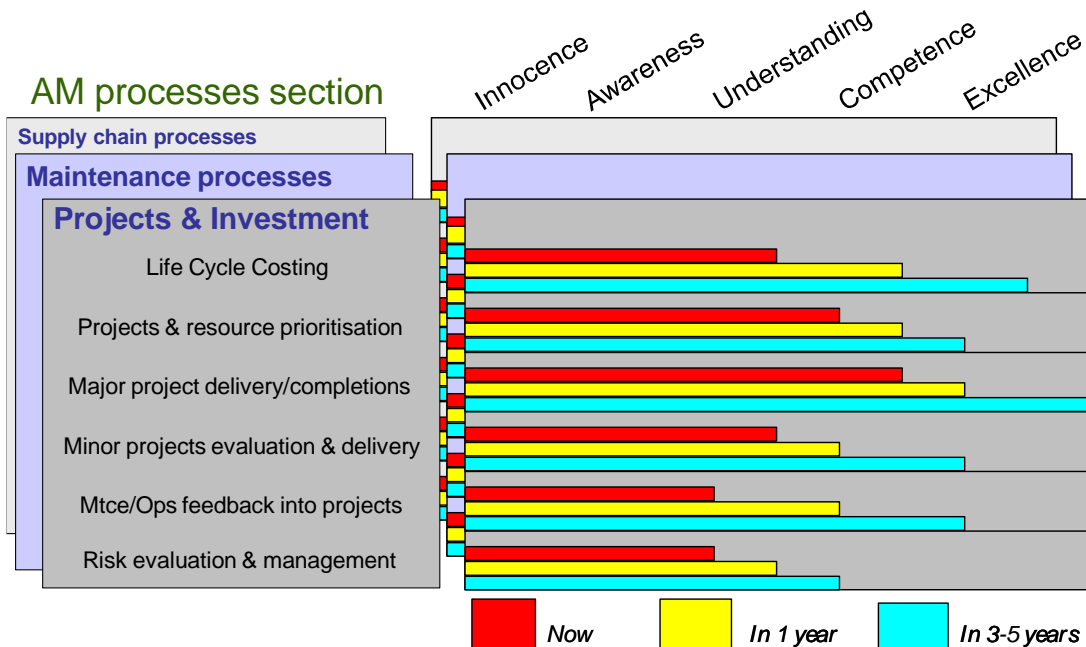 Innocence
Awareness
Understanding
Competence
Excellence
AM processes section
Supply chain processes
Maintenance processes
Projects & Investment
Life Cycle Costing
Projects & resource prioritisation
Major project delivery/completions
Minor projects evaluation & delivery
Mtce/Ops feedback into projects
Risk evaluation & management
Now
In 1 year
In 3-5 years